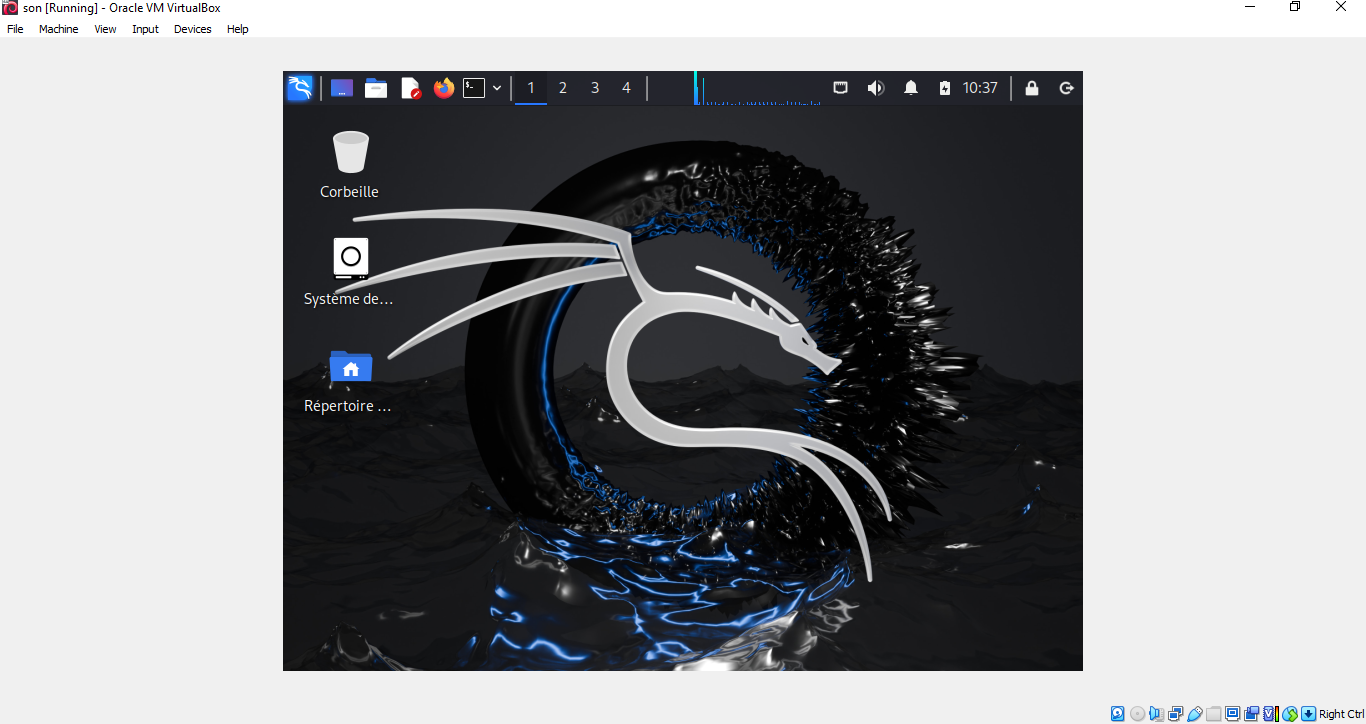 son [Running] - Oracle VM VirtualBox
File Machine View Input Devices Help
1 2 3 4 10:37
Corbeille
Système de...
Répertoire ...
Right Ctrl